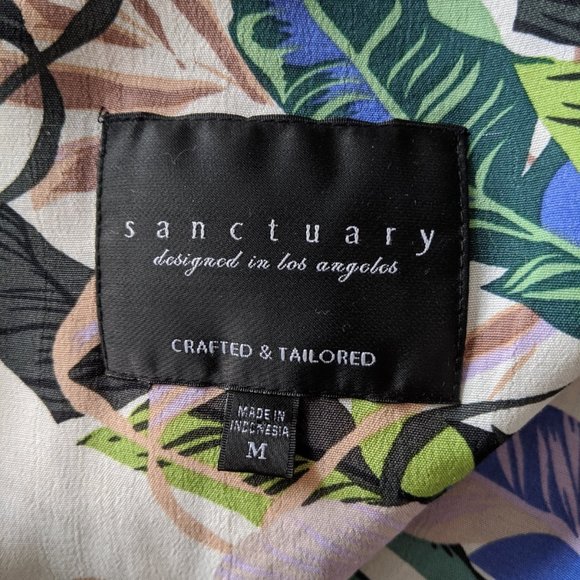 sanctuary
designed in los angeles
CRAFTED & TAILORED
MADE IN
INDONESIA
M